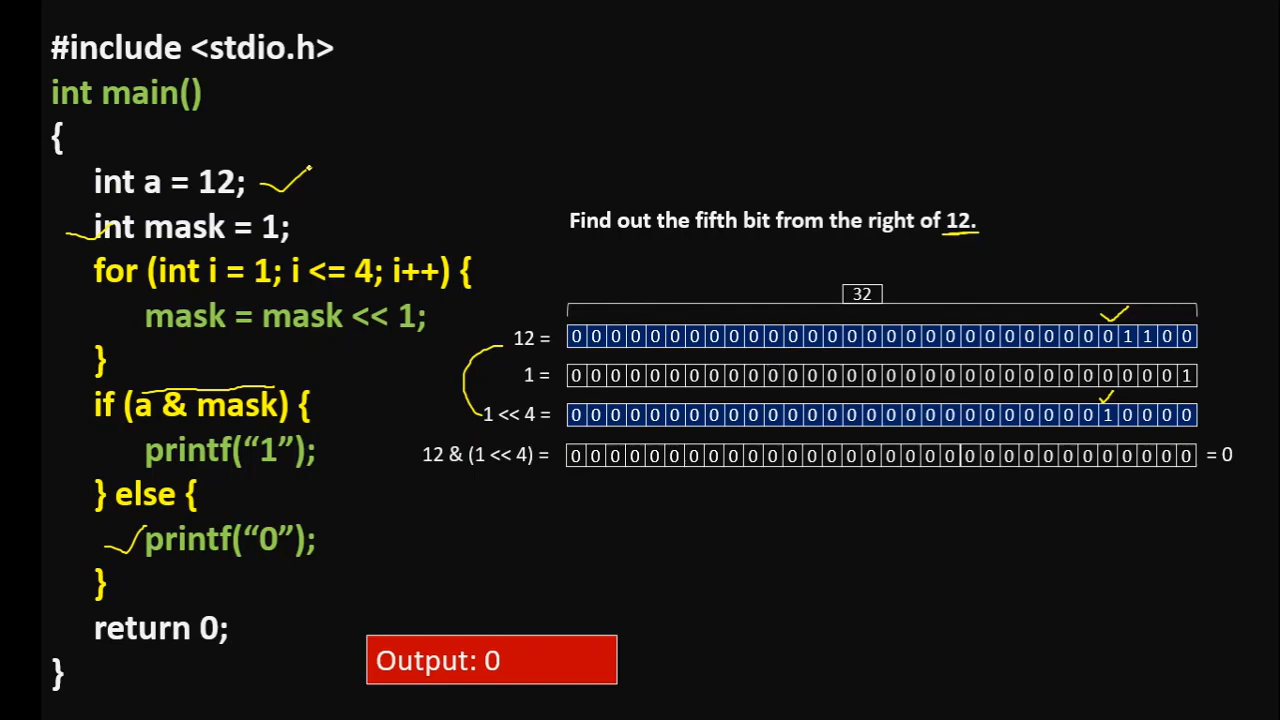 #include <stdio.h>
int main()
{
int a = 12;
int mask = 1;
for (int i = 1; i <= 4; i++) {
mask = mask << 1;
}
if (a & mask) {
printf(“1”);
} else {
printf(“0”);
}
return 0;
}
Find out the fifth bit from the right of 12.
32
12 = 0 0 0 0 0 0 0 0 0 0 0 0 0 0 0 0 0 0 0 0 0 0 0 0 0 0 0 0 1 1 0 0
1 = 0 0 0 0 0 0 0 0 0 0 0 0 0 0 0 0 0 0 0 0 0 0 0 0 0 0 0 0 0 0 0 1
1 << 4 = 0 0 0 0 0 0 0 0 0 0 0 0 0 0 0 0 0 0 0 0 0 0 0 0 0 0 0 1 0 0 0 0
12 & (1 << 4) = 0 0 0 0 0 0 0 0 0 0 0 0 0 0 0 0 0 0 0 0 0 0 0 0 0 0 0 0 0 0 0 0 = 0
Output: 0